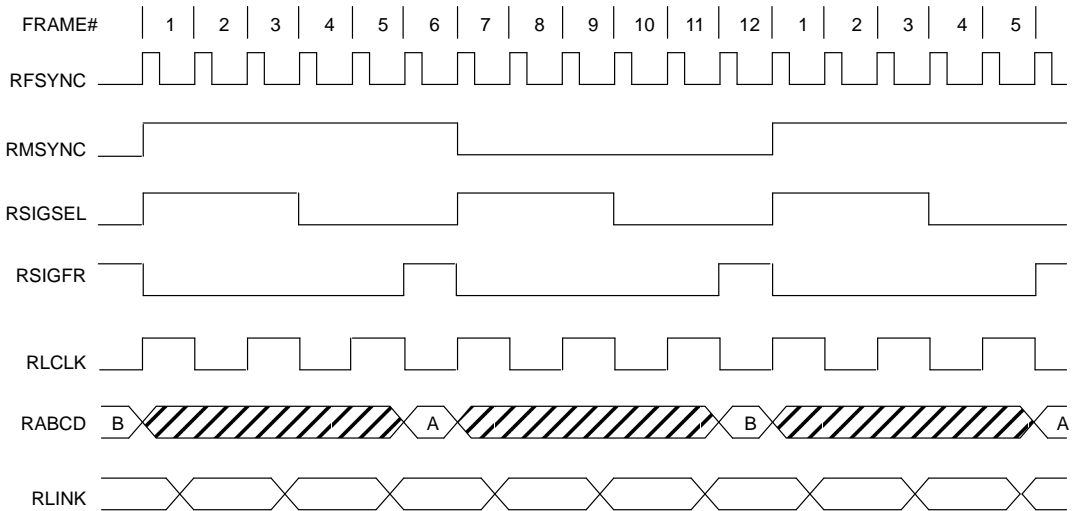 FRAME# 1 2 3 4 5 6 7 8 9 10 11 12 1 2 3 4 5
RFSYNC
RMSYNC
RSIGSEL
RSIGFR
RLCLK
RABCD B A B A
RLINK